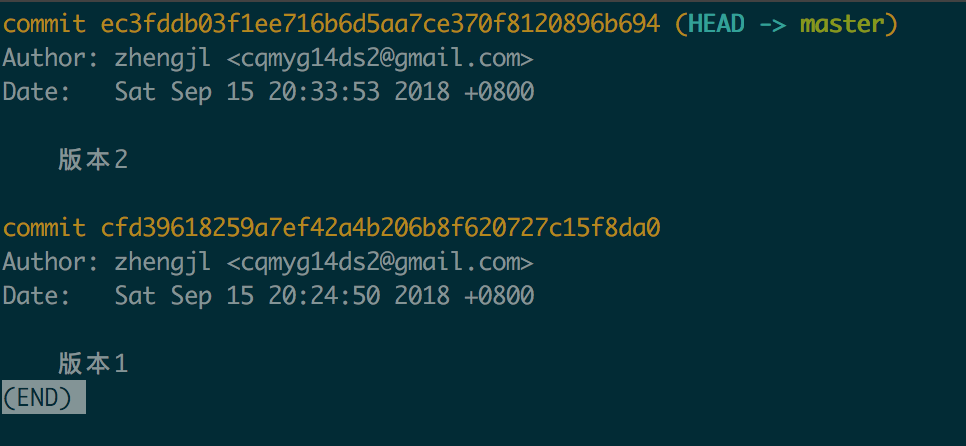 commit ec3fddb03f1ee716b6d5aa7ce370f8120896b694 (HEAD -> master)
Author: zhengjl <cqmyg14ds2@gmail.com>
Date:   Sat Sep 15 20:33:53 2018 +0800
版本2
commit cfd39618259a7ef42a4b206b8f620727c15f8da0
Author: zhengjl <cqmyg14ds2@gmail.com>
Date:   Sat Sep 15 20:24:50 2018 +0800
版本1
(END)